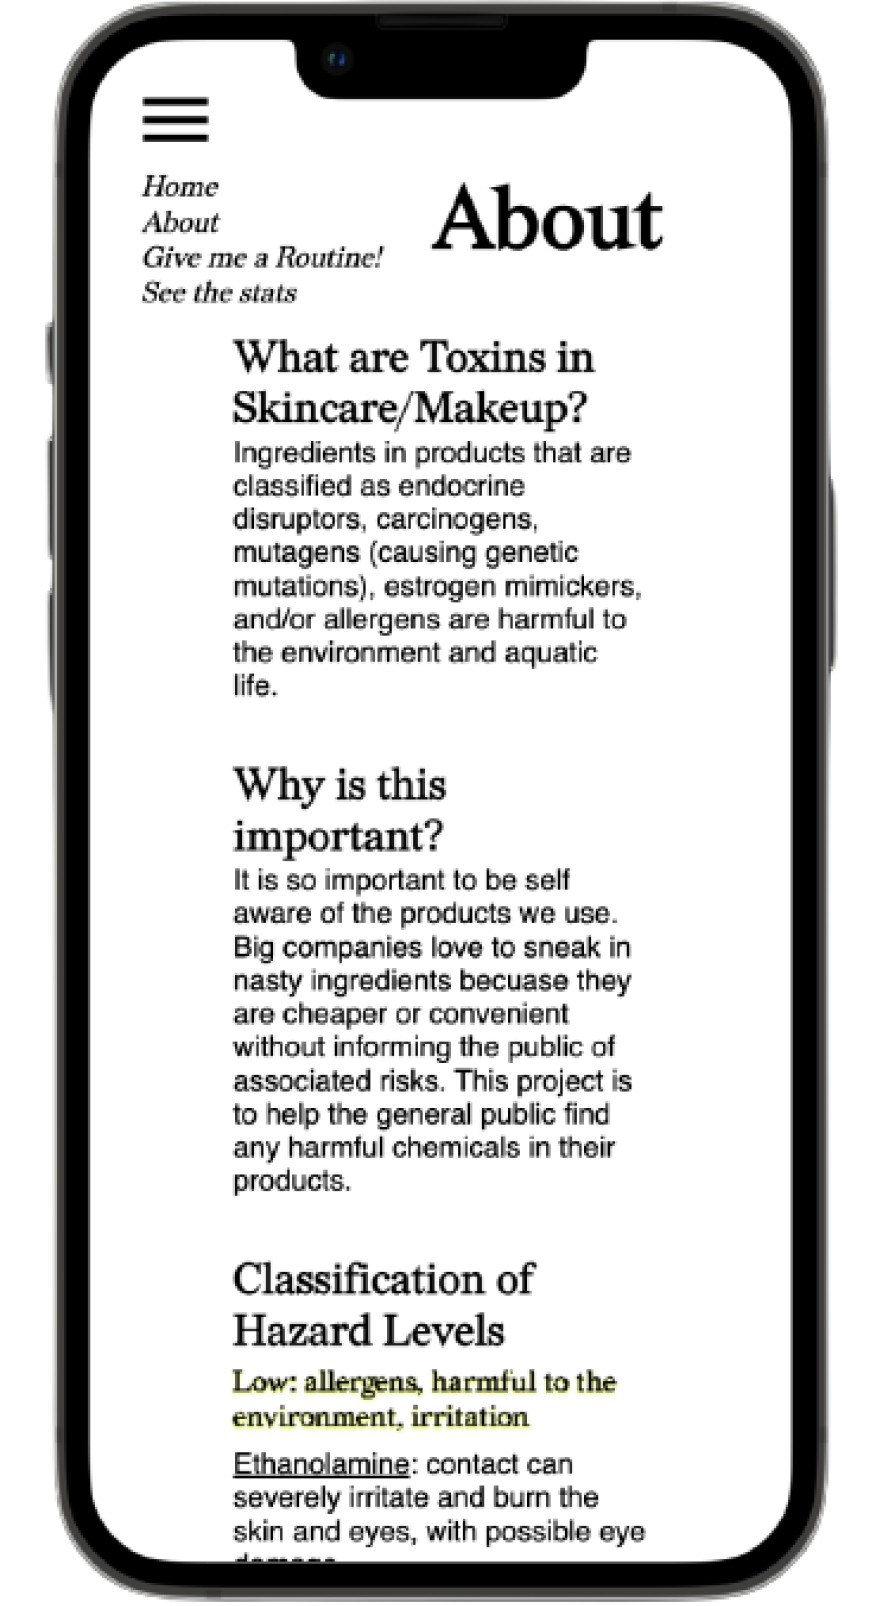 Home
About
Give me a Routine!
See the stats
About
What are Toxins in
Skincare/Makeup?
Ingredients in products that are
classified as endocrine
disruptors, carcinogens,
mutagens (causing genetic
mutations), estrogen mimickers,
and/or allergens are harmful to
the environment and aquatic
life.
Why is this
important?
It is so important to be self
aware of the products we use.
Big companies love to sneak in
nasty ingredients becuase they
are cheaper or convenient
without informing the public of
associated risks. This project is
to help the general public find
any harmful chemicals in their
products.
Classification of
Hazard Levels
Low: allergens, harmful to the
environment, irritation
Ethanolamine: contact can
severely irritate and burn the
skin and eyes, with possible eye